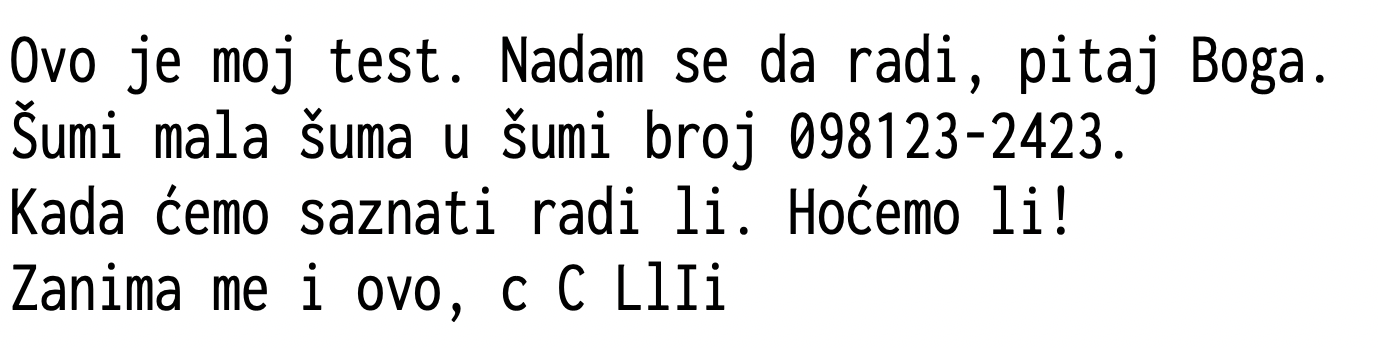 Ovo je moj test. Nadam se da radi, pitaj Boga.
Šumi mala šuma u šumi broj 098123-2423.
Kada ćemo saznati radi li. Hoćemo li!
Zanima me i ovo, c C LlIi